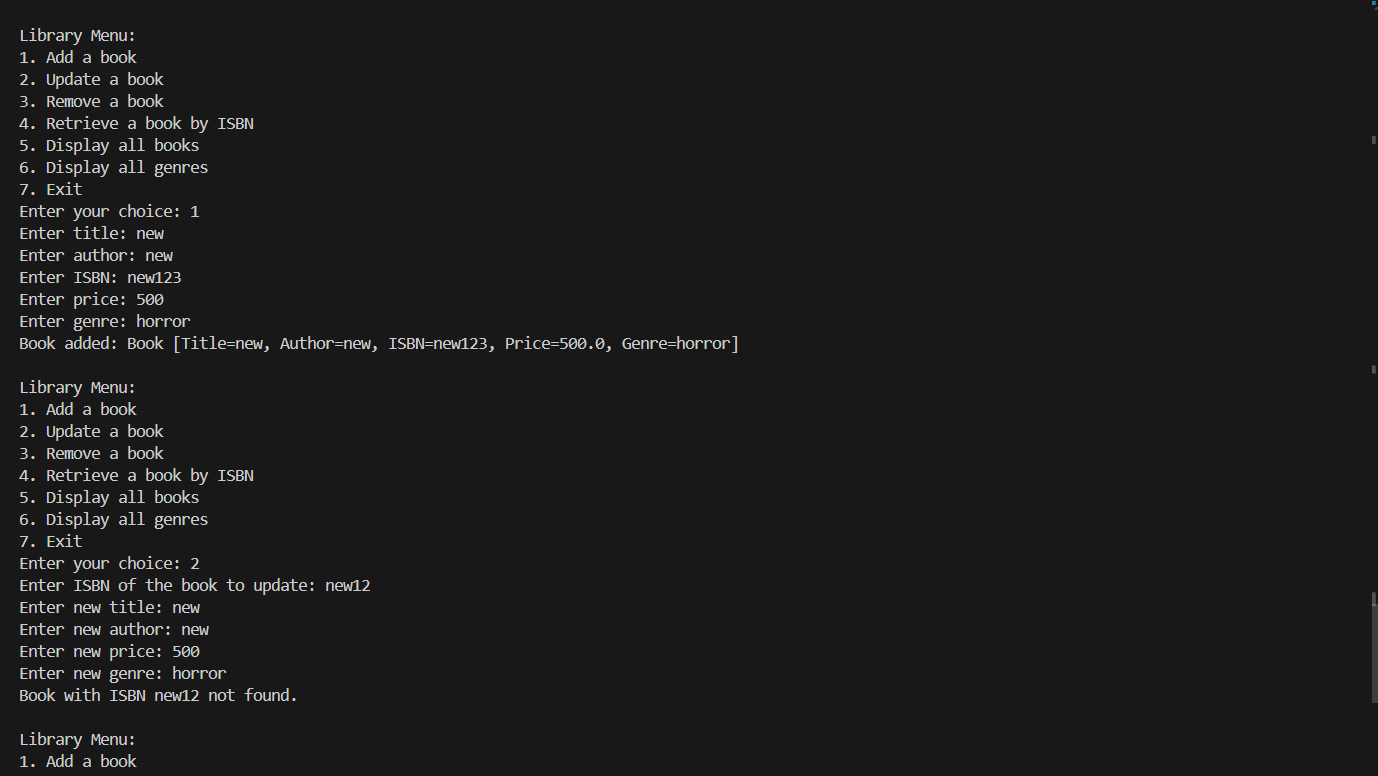 Library Menu:
1. Add a book
2. Update a book
3. Remove a book
4. Retrieve a book by ISBN
5. Display all books
6. Display all genres
7. Exit
Enter your choice: 1
Enter title: new
Enter author: new
Enter ISBN: new123
Enter price: 500
Enter genre: horror
Book added: Book [Title=new, Author=new, ISBN=new123, Price=500.0, Genre=horror]
Library Menu:
1. Add a book
2. Update a book
3. Remove a book
4. Retrieve a book by ISBN
5. Display all books
6. Display all genres
7. Exit
Enter your choice: 2
Enter ISBN of the book to update: new12
Enter new title: new
Enter new author: new
Enter new price: 500
Enter new genre: horror
Book with ISBN new12 not found.
Library Menu:
1. Add a book